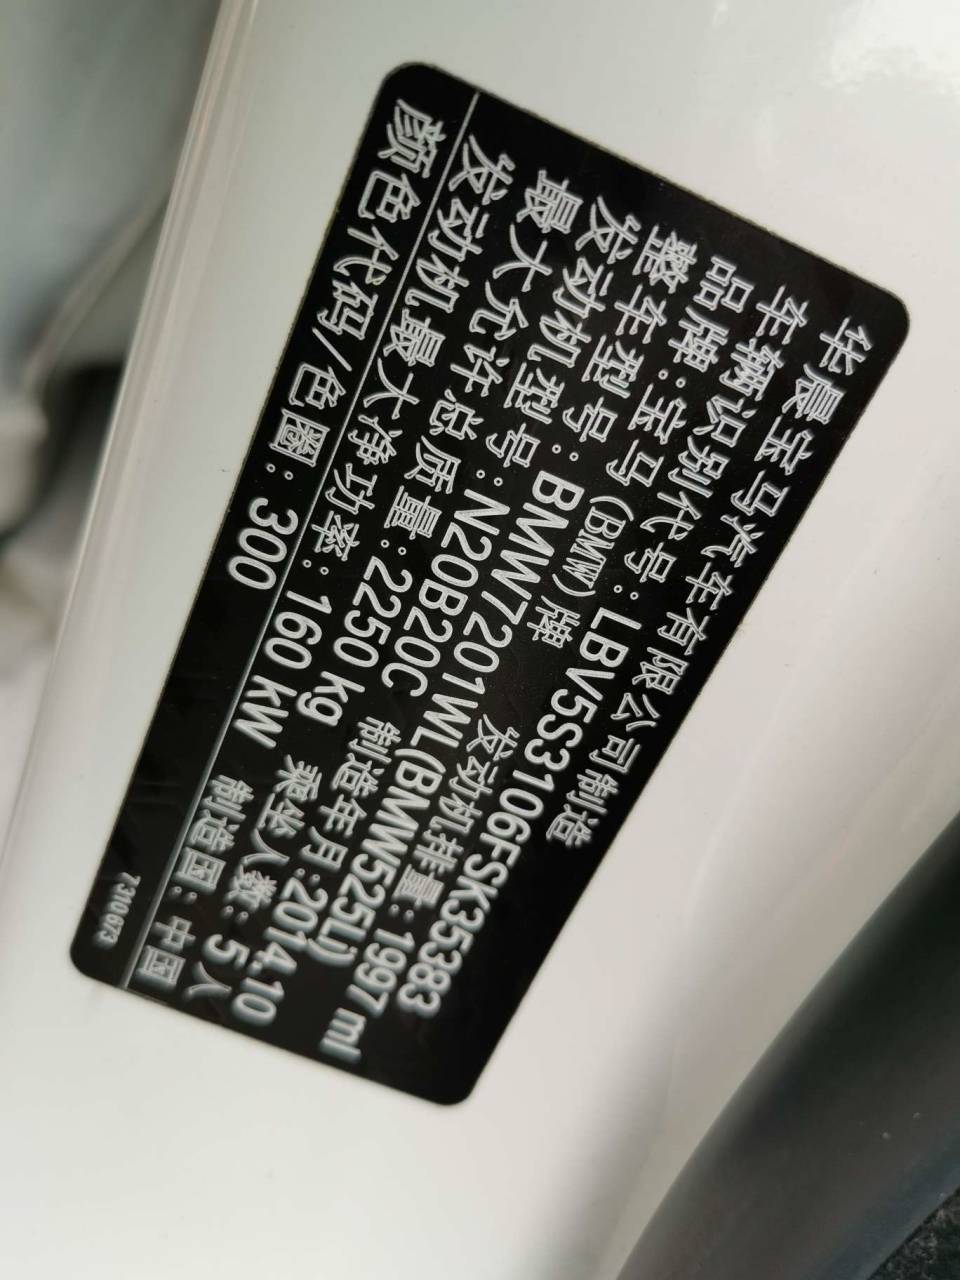 华晨宝马汽车有限公司制造
车辆识别代号：LBV5S3106FSK35383
品牌：宝马（BMW）牌 发动机排量：1997 ml
整车型号：BMW7201WL(BMW525Li)
发动机型号：N20B20C 制造年月：2014.10
最大允许总质量：2250 kg 乘坐人数：5人
发动机最大净功率：160 kW 制造国：中国
颜色代码/色圈：300 7310673